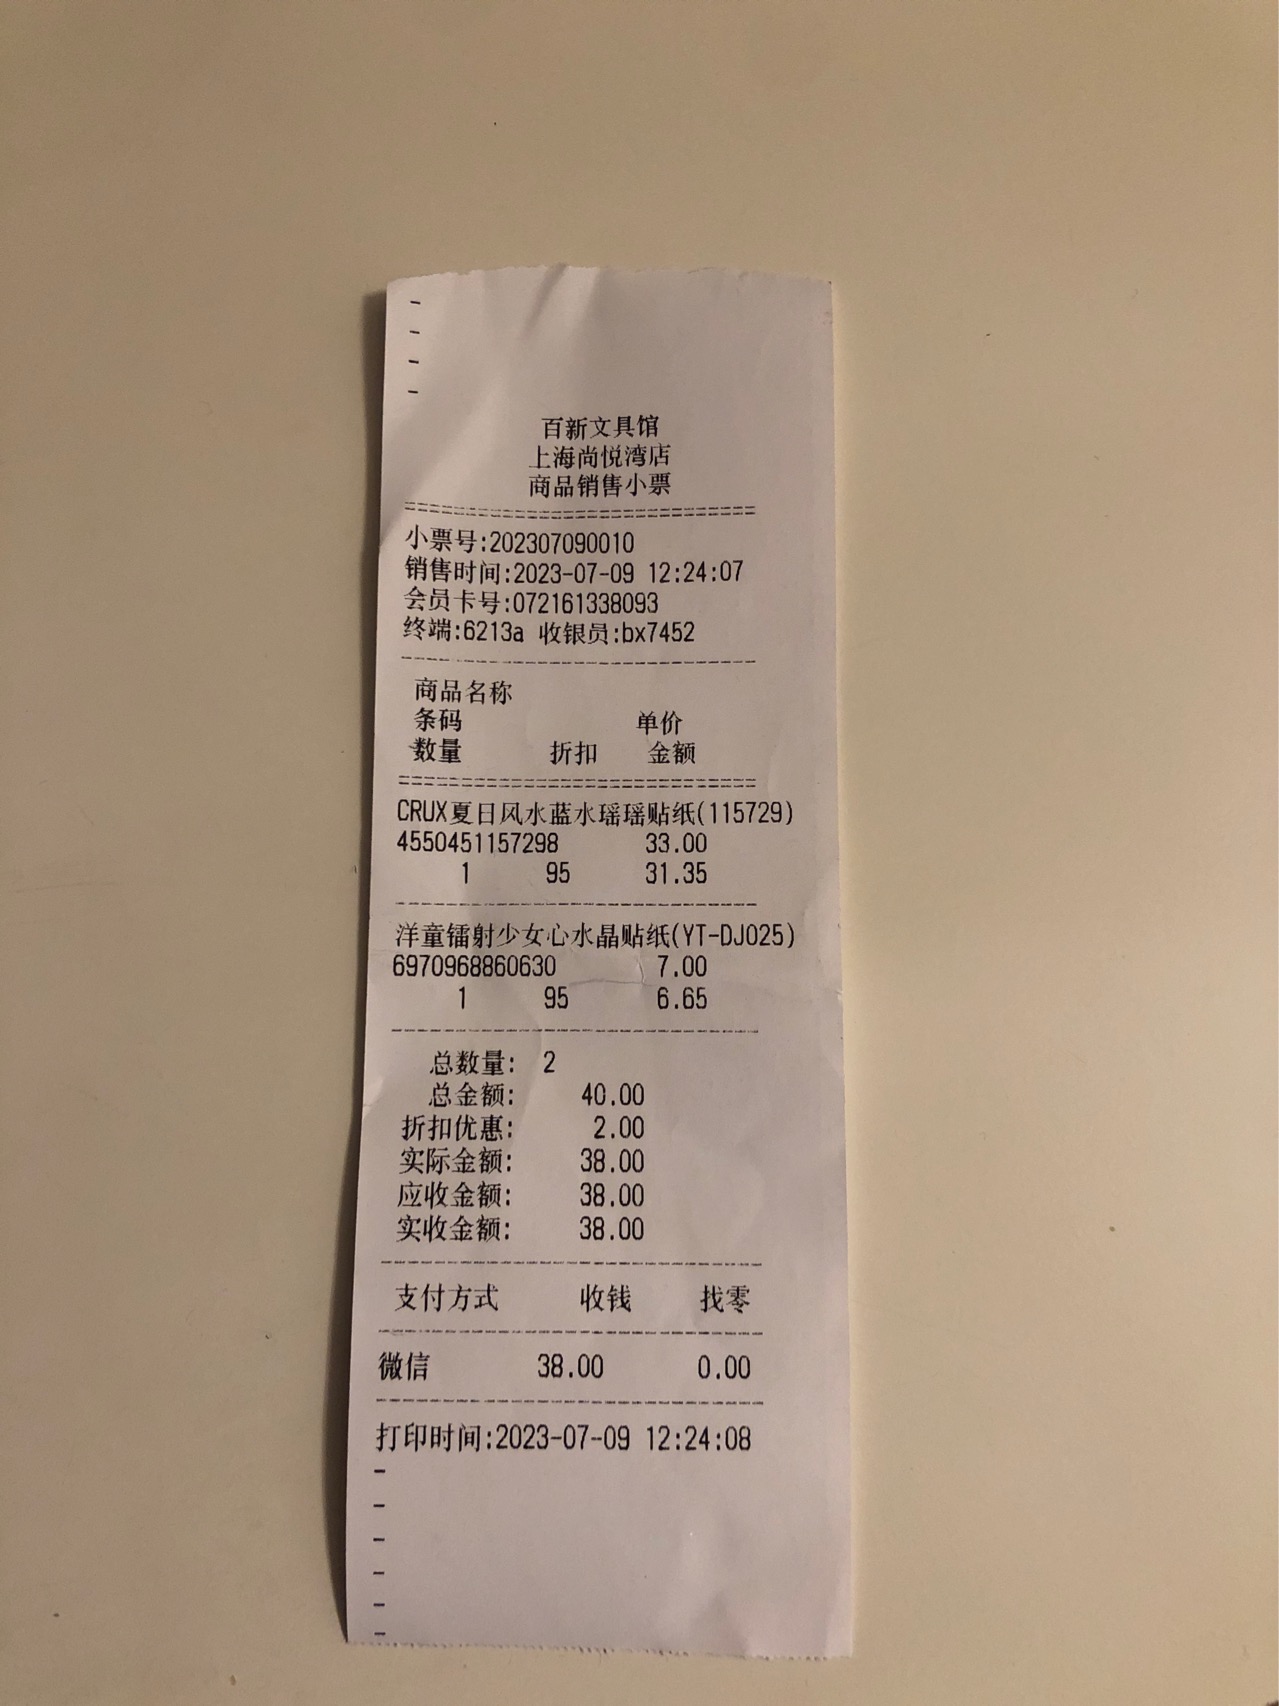 百新文具馆
上海尚悦湾店
商品销售小票
==============================
小票号:202307090010
销售时间:2023-07-09 12:24:07
会员卡号:072161338093
终端:6213a 收银员:bx7452
------------------------------
商品名称
条码 单价
数量 折扣 金额
==============================
CRUX夏日风水蓝水瑶瑶贴纸(115729)
4550451157298 33.00
1 95 31.35
------------------------------
洋童镭射少女心水晶贴纸(YT-DJ025)
6970968860630 7.00
1 95 6.65
------------------------------
总数量: 2
总金额: 40.00
折扣优惠: 2.00
实际金额: 38.00
应收金额: 38.00
实收金额: 38.00
------------------------------
支付方式 收钱 找零
------------------------------
微信 38.00 0.00
------------------------------
打印时间:2023-07-09 12:24:08